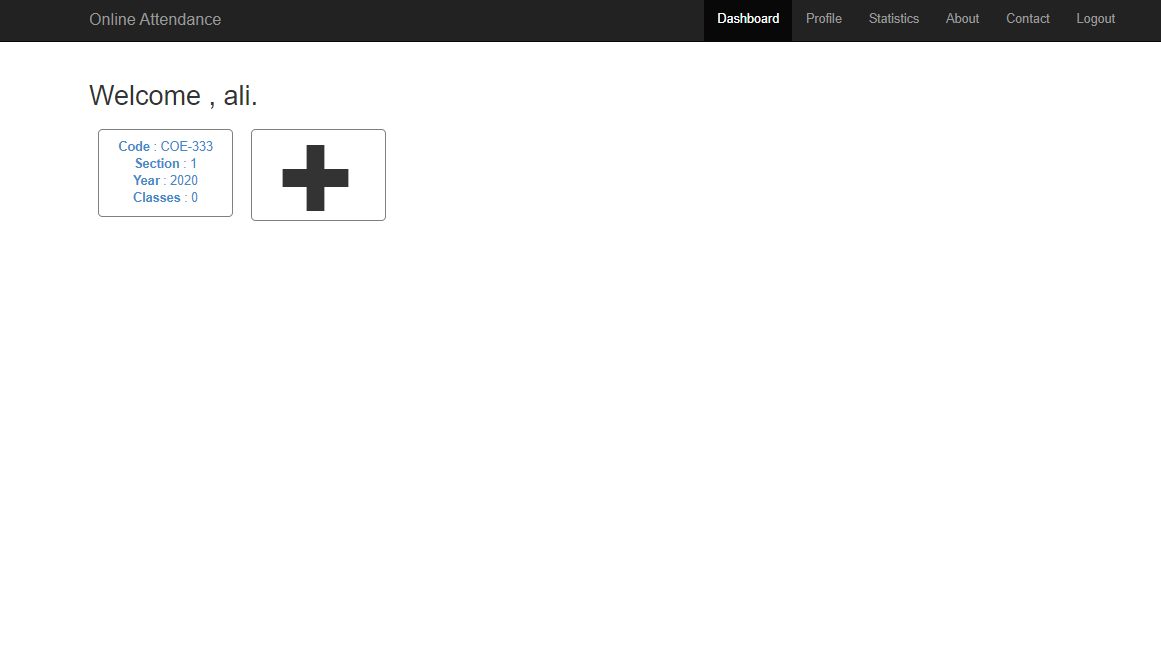 Online Attendance
Dashboard Profile Statistics About Contact Logout
Welcome , ali.
Code : COE-333
Section : 1
Year : 2020
Classes : 0